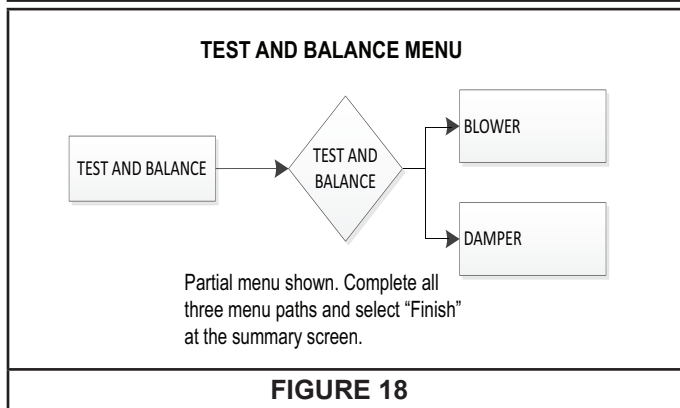 TEST AND BALANCE MENU
TEST AND BALANCE
TEST AND
BALANCE
BLOWER
DAMPER
Partial menu shown. Complete all
three menu paths and select “Finish”
at the summary screen.
FIGURE 18